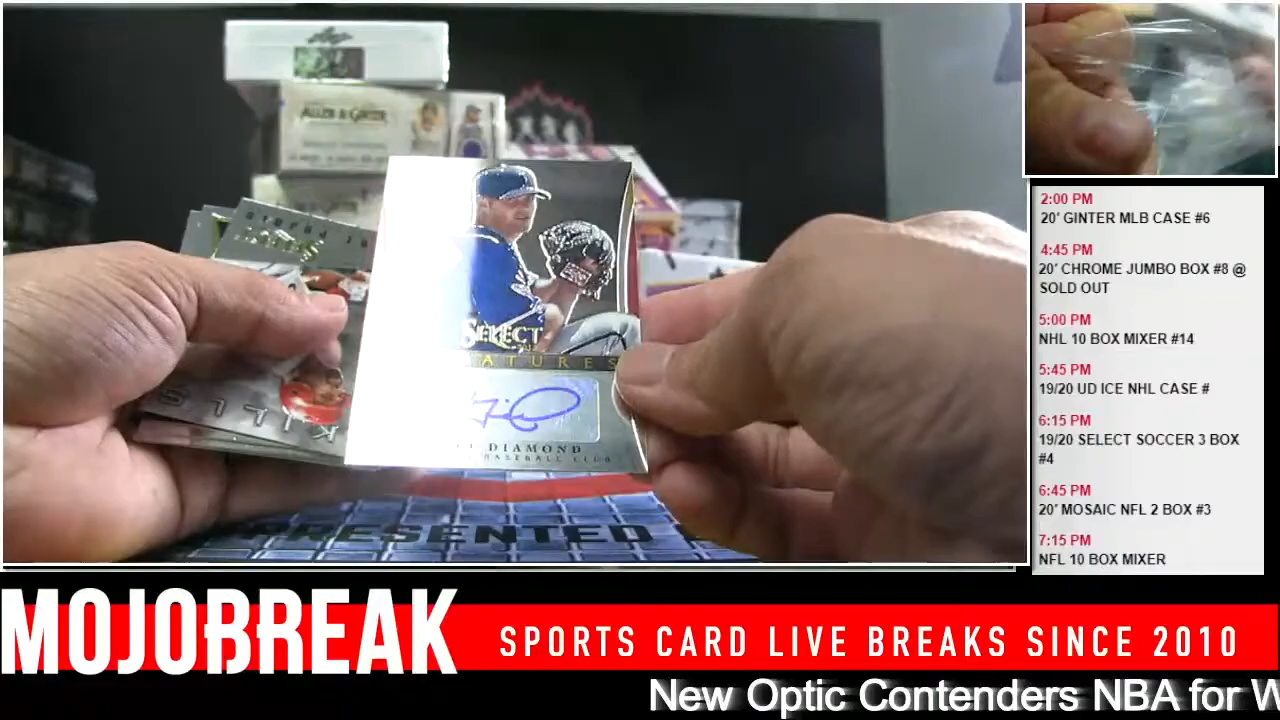 ALLEN & GINTER
SELECT
ATURES
DIAMOND
BASEBALL CLUB
PRESENTED
2:00 PM
20' GINTER MLB CASE #6
4:45 PM
20' CHROME JUMBO BOX #8 @
SOLD OUT
5:00 PM
NHL 10 BOX MIXER #14
5:45 PM
19/20 UD ICE NHL CASE #
6:15 PM
19/20 SELECT SOCCER 3 BOX
#4
6:45 PM
20' MOSAIC NFL 2 BOX #3
7:15 PM
NFL 10 BOX MIXER
MOJOBREAK
SPORTS CARD LIVE BREAKS SINCE 2010
New Optic Contenders NBA for W